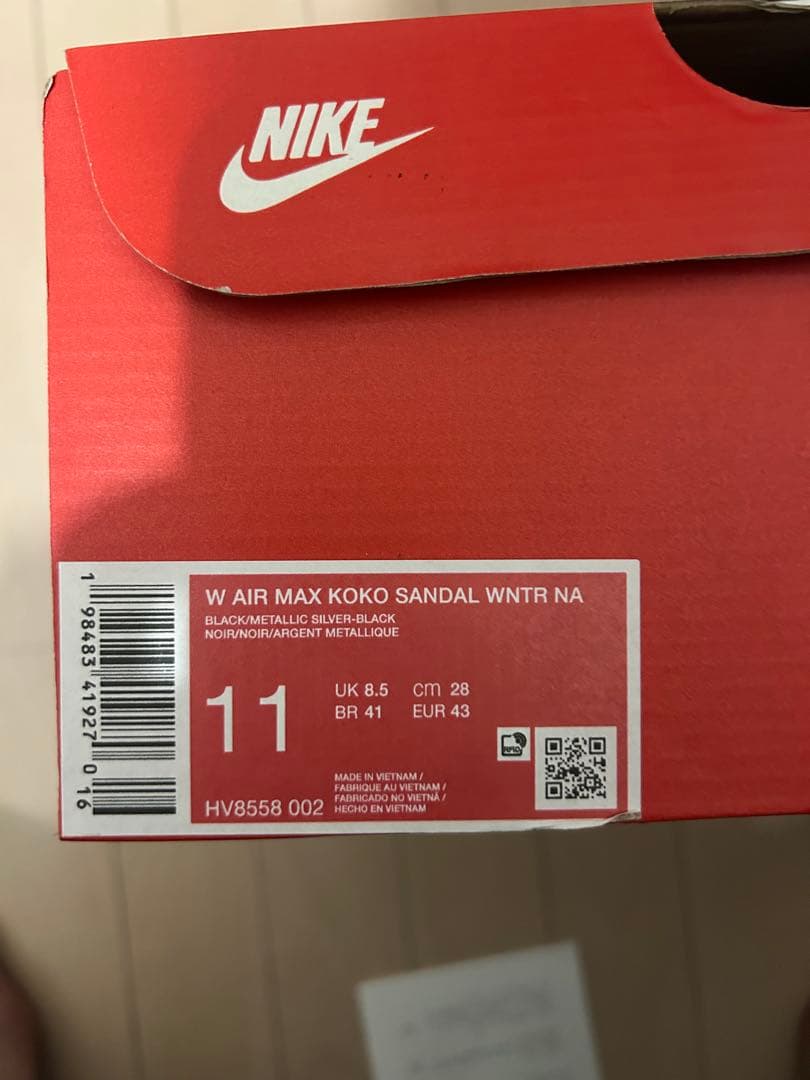 NIKE
W AIR MAX KOKO SANDAL WNTR NA
BLACK/METALLIC SILVER-BLACK
NOIR/NOIR/ARGENT METALLIQUE
11
UK 8.5 cm 28
BR 41 EUR 43
RFID
MADE IN VIETNAM /
FABRIQUE AU VIETNAM /
FABRICADO NO VIETNÃ /
HECHO EN VIETNAM
HV8558 002
1 98483 41927 0 16